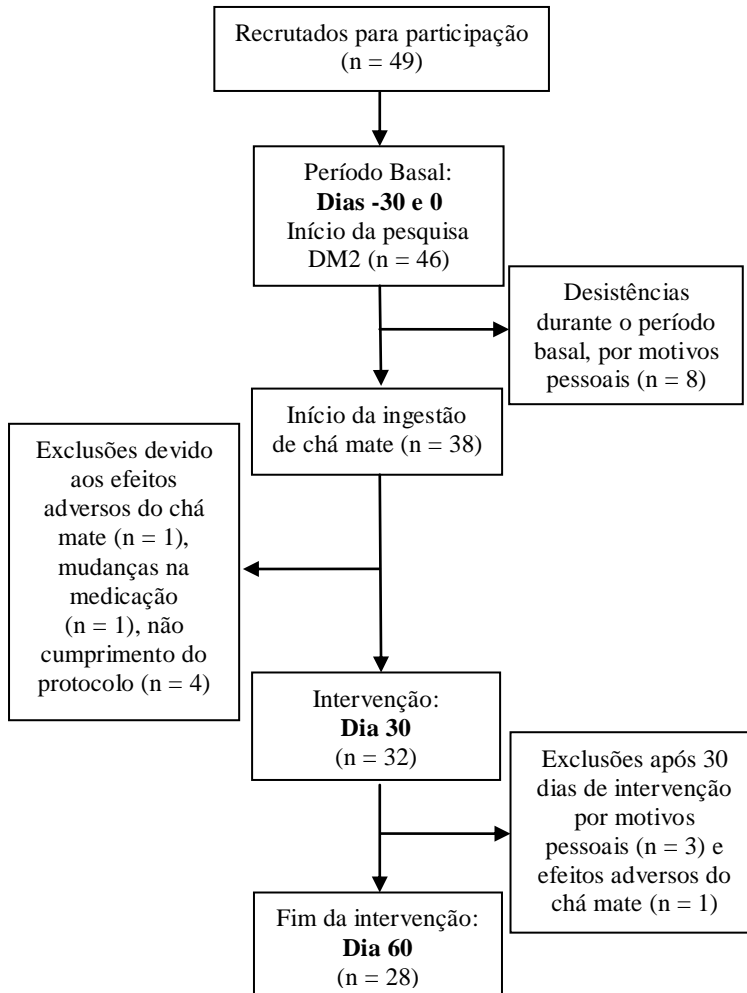 Recrutados para participação
(n = 49)
Período Basal:
Dias -30 e 0
Início da pesquisa
DM2 (n = 46)
Desistências
durante o período
basal, por motivos
pessoais (n = 8)
Início da ingestão
de chá mate (n = 38)
Exclusões devido
aos efeitos
adversos do chá
mate (n = 1),
mudanças na
medicação
(n = 1), não
cumprimento do
protocolo (n = 4)
Intervenção:
Dia 30
(n = 32)
Exclusões após 30
dias de intervenção
por motivos
pessoais (n = 3) e
efeitos adversos do
chá mate (n = 1)
Fim da intervenção:
Dia 60
(n = 28)